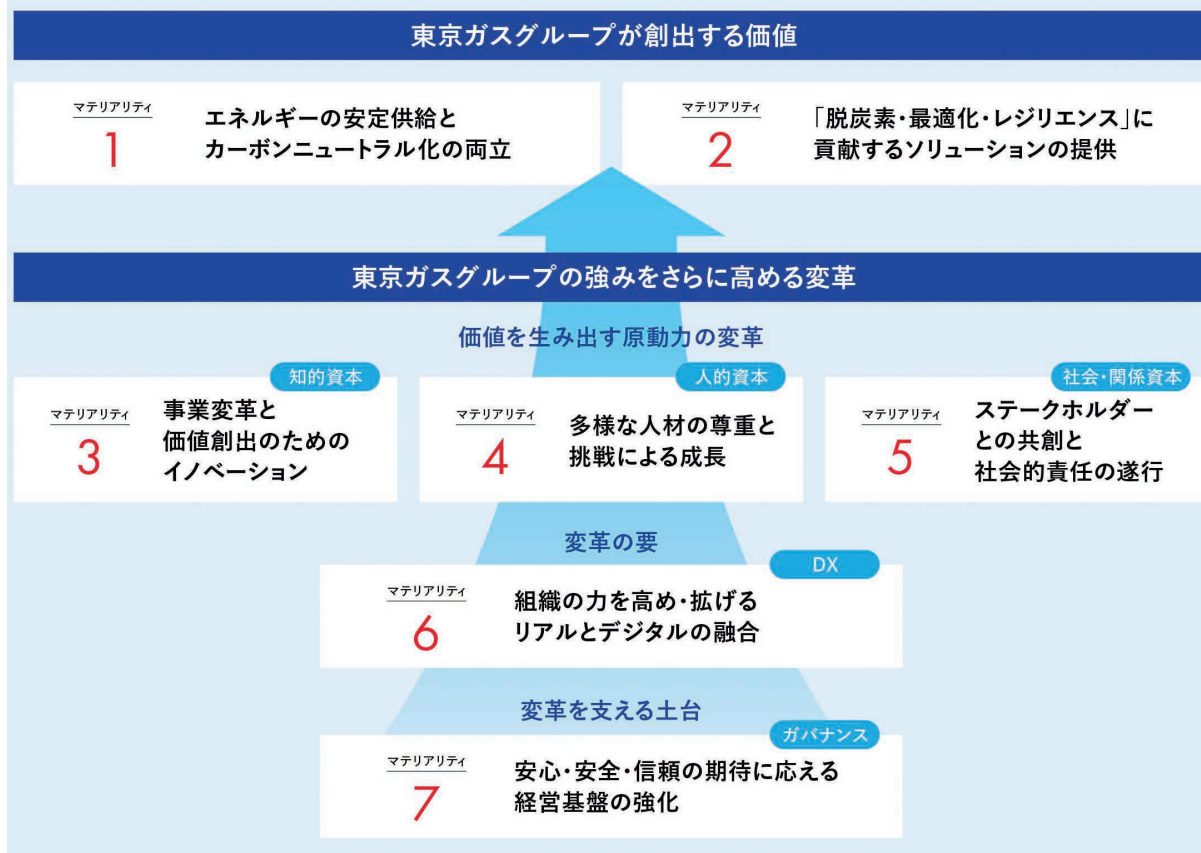 東京ガスグループが創出する価値
マテリアリティ
1
エネルギーの安定供給と
カーボンニュートラル化の両立
マテリアリティ
2
「脱炭素・最適化・レジリエンス」に
貢献するソリューションの提供
東京ガスグループの強みをさらに高める変革
価値を生み出す原動力の変革
知的資本
マテリアリティ
3
事業変革と
価値創出のための
イノベーション
人的資本
マテリアリティ
4
多様な人材の尊重と
挑戦による成長
社会・関係資本
マテリアリティ
5
ステークホルダー
との共創と
社会的責任の遂行
変革の要
DX
マテリアリティ
6
組織の力を高め・拡げる
リアルとデジタルの融合
変革を支える土台
ガバナンス
マテリアリティ
7
安心・安全・信頼の期待に応える
経営基盤の強化